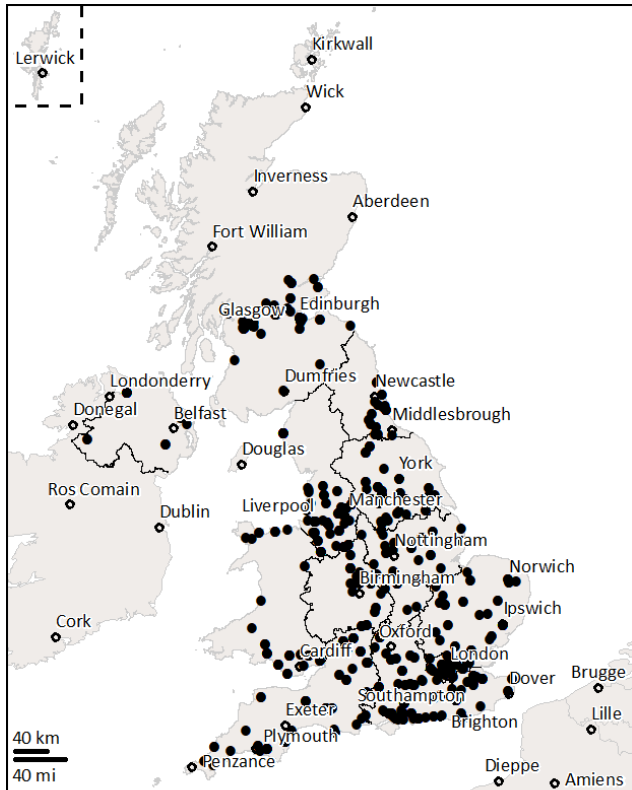 Kirkwall
Lerwick
Wick
Inverness
Aberdeen
Fort William
Glasgow
Edinburgh
Dumfries
Newcastle
Londonderry
Donegal
Belfast
Middlesbrough
Douglas
York
Ros Comain
Liverpool
Manchester
Dublin
Nottingham
Norwich
Birmingham
Ipswich
Cork
Oxford
Cardiff
London
Dover
Brugge
Southampton
Exeter
Brighton
Lille
Plymouth
40 km
40 mi
Penzance
Dieppe
Amiens